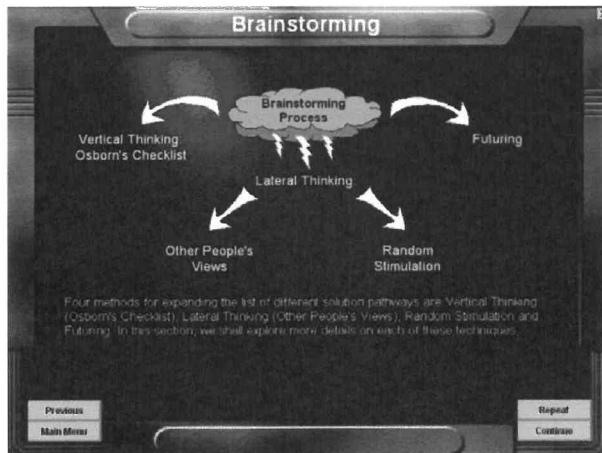 Brainstorming
Brainstorming
Process
Vertical Thinking:
Osborn's Checklist
Futuring
Lateral Thinking
Other People's
Views
Random
Stimulation
Four methods for expanding the list of different solution pathways are Vertical Thinking
(Osborn's Checklist), Lateral Thinking (Other People's Views), Random Stimulation and
Futuring. In this section, we shall explore more details on each of these techniques.
Previous
Main Menu
Repeat
Continue